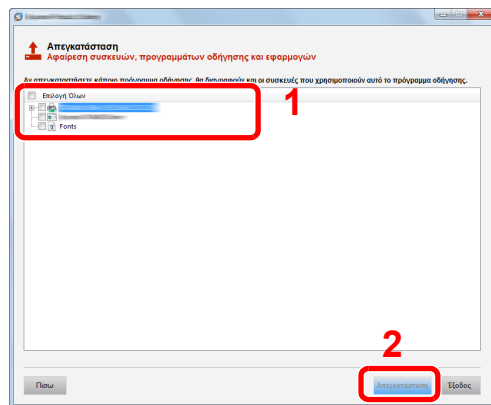 Απεγκατάσταση
Αφαίρεση συσκευών, προγραμμάτων οδήγησης και εφαρμογών
Αν απεγκαταστήσετε κάποιο πρόγραμμα οδήγησης, θα διαγραφούν και οι συσκευές που χρησιμοποιούν αυτό το πρόγραμμα οδήγησης.
Επιλογή Όλων
1
Fonts
2
Πίσω
Απεγκατάσταση
Έξοδος